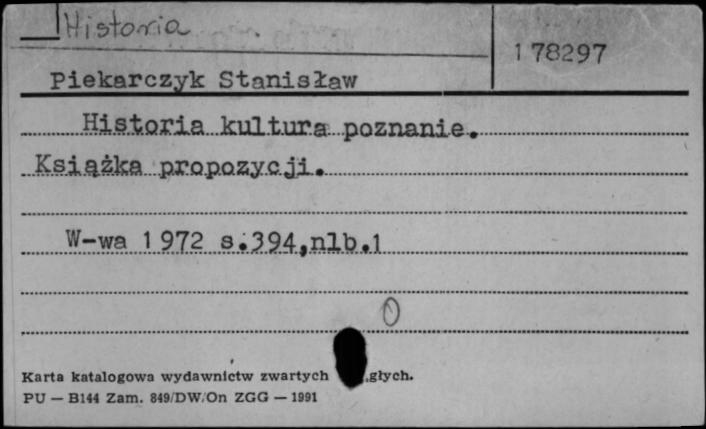 Historia
1 78297
Piekarczyk Stanisław
Historia kultura poznanie.
Książka propozycji.
W-wa 1972 s.394,nlb.1
0
Karta katalogowa wydawnictw zwartych głych.
PU — B144 Zam. 849/DW/On ZGG — 1991